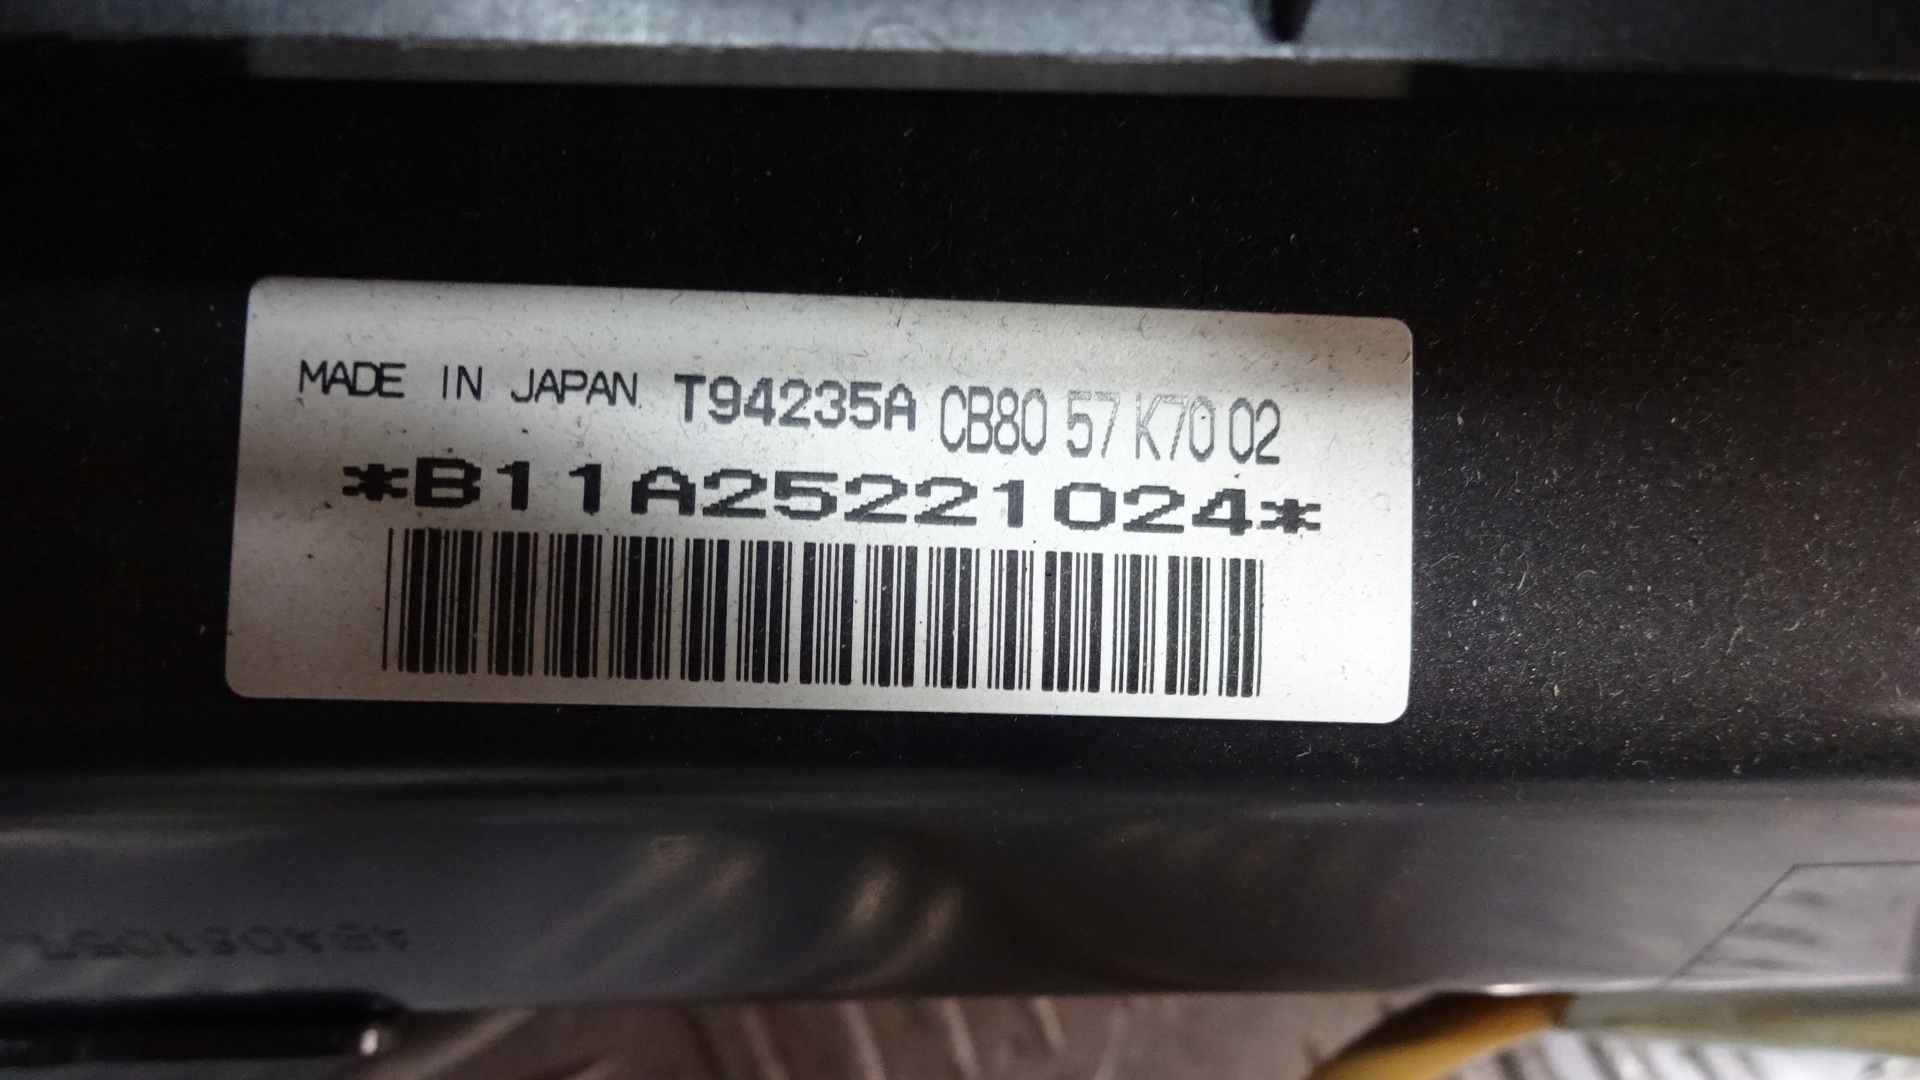 MADE IN JAPAN T94235A CB80 57 K70 02
*B11A25221024*